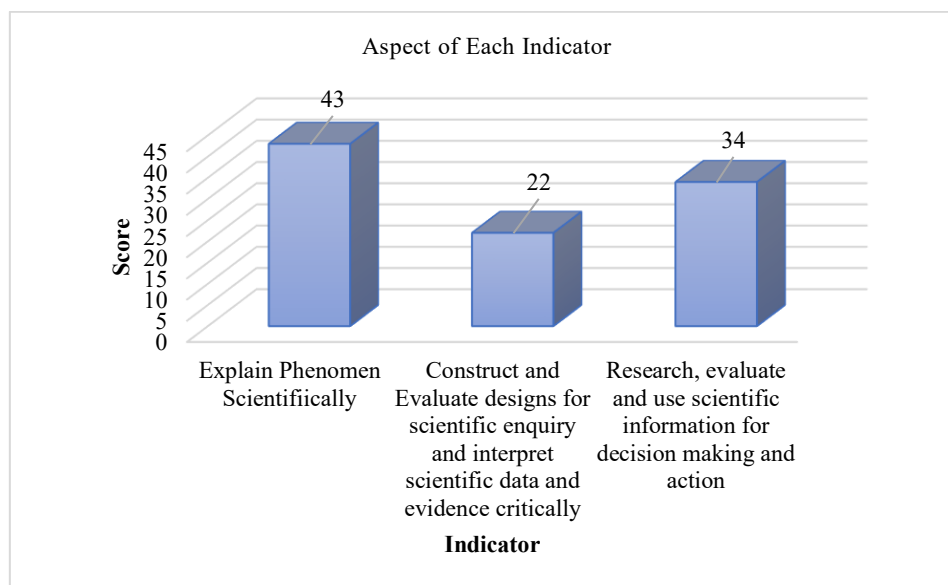 Aspect of Each Indicator
43
22
34
45
40
35
30
25
20
15
10
5
0
Score
Explain Phenomen
Scientifiically
Construct and
Evaluate designs for
scientific enquiry
and interpret
scientific data and
evidence critically
Research, evaluate
and use scientific
information for
decision making and
action
Indicator